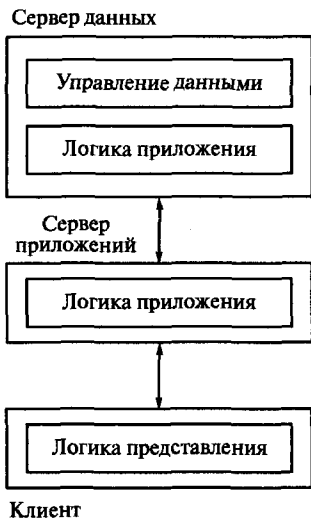 Сервер данных
Управление данными
Логика приложения
Сервер
приложений
Логика приложения
Логика представления
Клиент